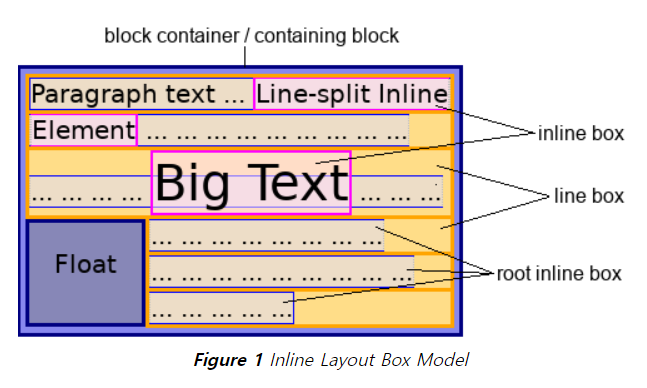 block container / containing block
Paragraph text ... Line-split Inline
Element ... ... ... ... ... ... ... ... ...
inline box
... ... ... ... Big Text ... ... ...
line box
... ... ... ... ... ... ... ...
Float
... ... ... ... ... ... ... ... ...
root inline box
... ... ... ... ...
Figure 1 Inline Layout Box Model